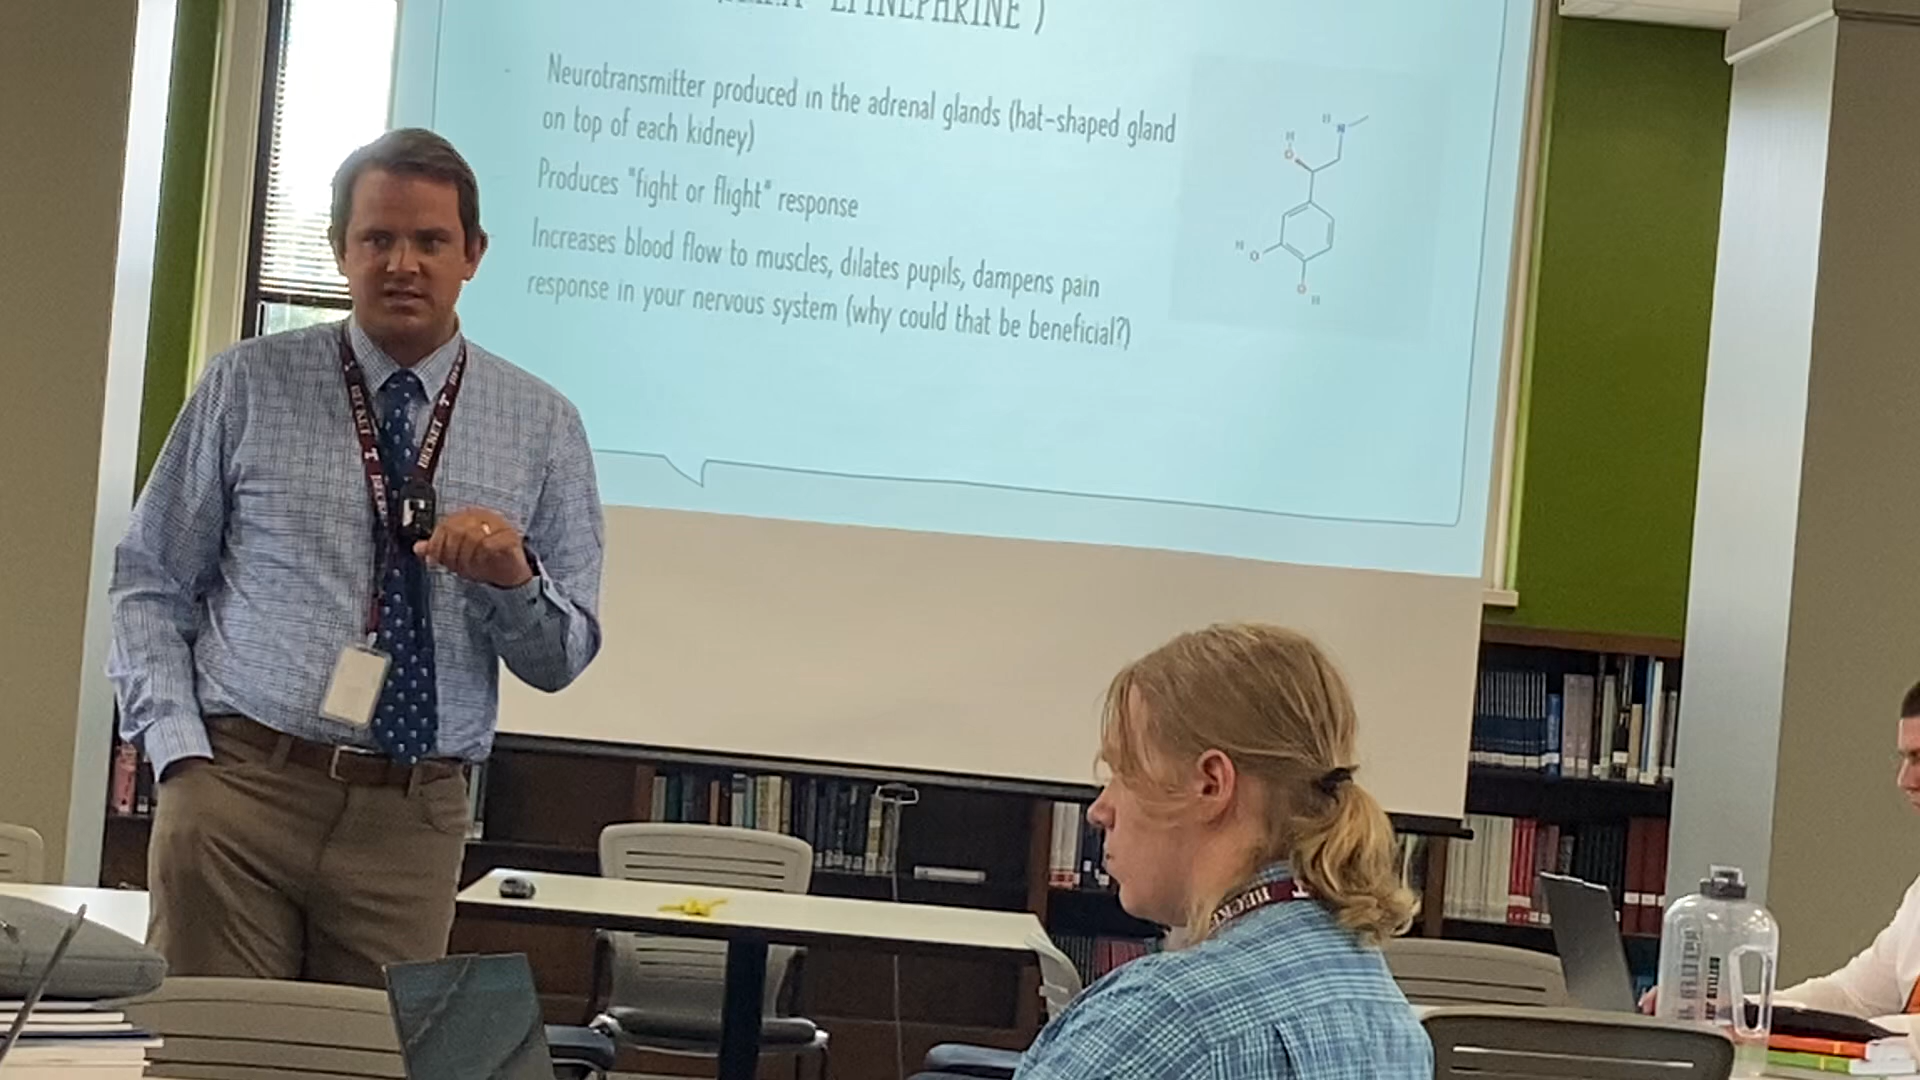 EPINEPHRINE )
Neurotransmitter produced in the adrenal glands (hat-shaped gland
on top of each kidney)
Produces "fight or flight" response
Increases blood flow to muscles, dilates pupils, dampens pain
response in your nervous system (why could that be beneficial?)
H
N
H
O
H
O
O
H
BECKET
T
BECKET
T